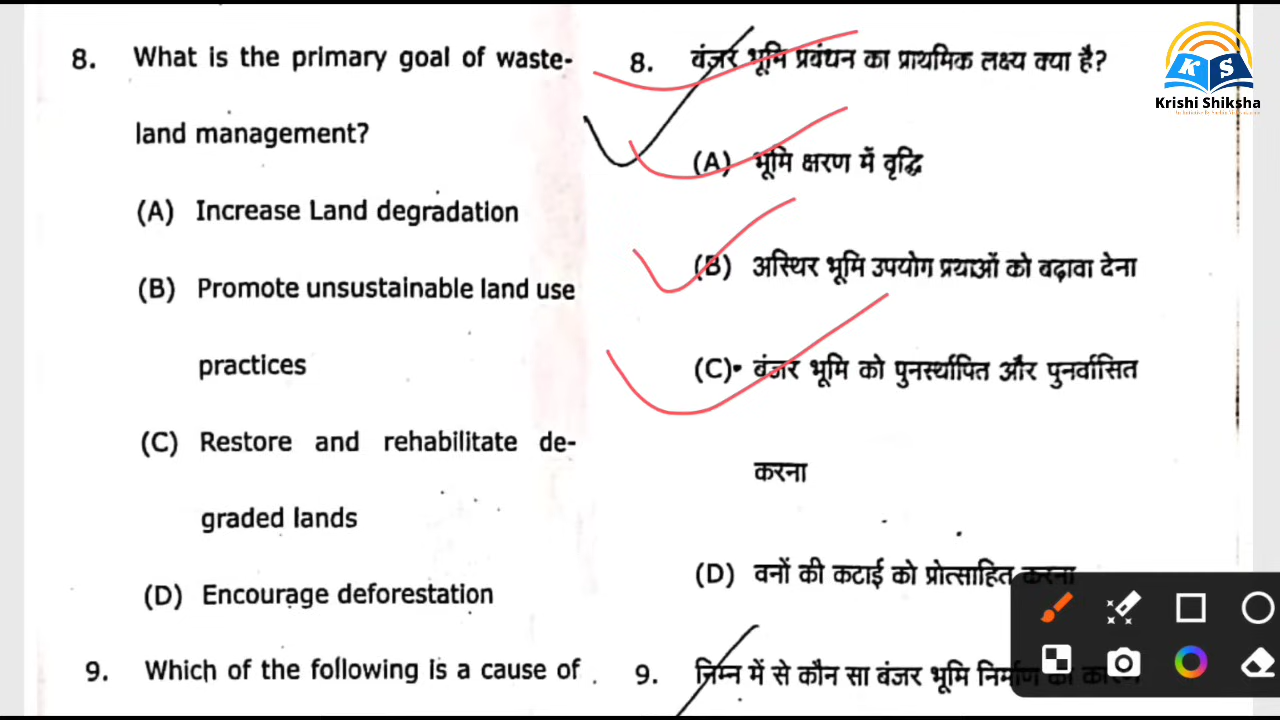 8. What is the primary goal of waste-
land management?
(A) Increase Land degradation
(B) Promote unsustainable land use
practices
(C) Restore and rehabilitate de-
graded lands
(D) Encourage deforestation
9. Which of the following is a cause of
8. बंजर भूमि प्रबंधन का प्राथमिक लक्ष्य क्या है?
(A) भूमि क्षरण में वृद्धि
(B) अस्थिर भूमि उपयोग प्रथाओं को बढ़ावा देना
(C) बंजर भूमि को पुनर्स्थापित और पुनर्वासित
करना
(D) वनों की कटाई को प्रोत्साहित करना
9. निम्न में से कौन सा बंजर भूमि निर्माण का कारण
K S
Krishi Shiksha